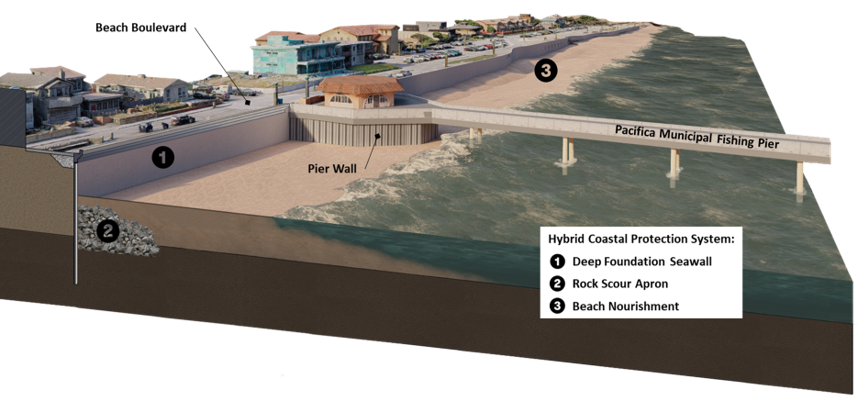 Beach Boulevard
3
Pacifica Municipal Fishing Pier
1
Pier Wall
2
Hybrid Coastal Protection System:
1 Deep Foundation Seawall
2 Rock Scour Apron
3 Beach Nourishment